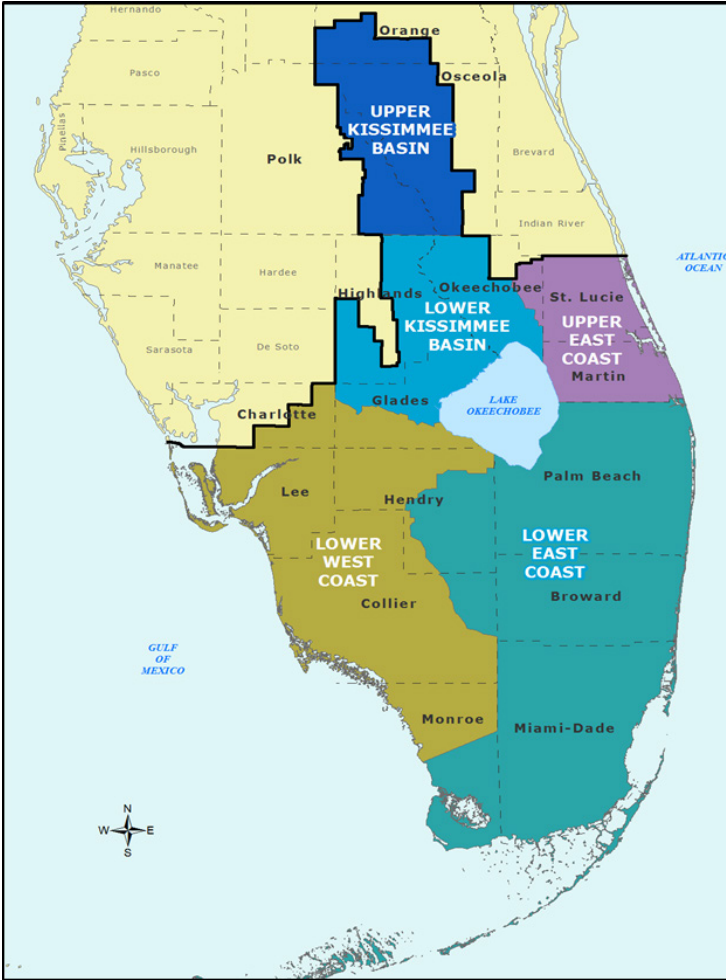 Hernando
Orange
Pasco
Osceola
Pinellas
UPPER
KISSIMMEE
BASIN
Hillsborough
Polk
Brevard
Indian River
ATLANTIC
OCEAN
Manatee
Hardee
Highlands
Okeechobee
St. Lucie
LOWER
KISSIMMEE
BASIN
UPPER
EAST
COAST
Sarasota
De Soto
Martin
Glades
LAKE
OKEECHOBEE
Charlotte
Palm Beach
Lee
Hendry
LOWER
WEST
COAST
LOWER
EAST
COAST
Collier
Broward
GULF
OF
MEXICO
Monroe
Miami-Dade
N
W E
S